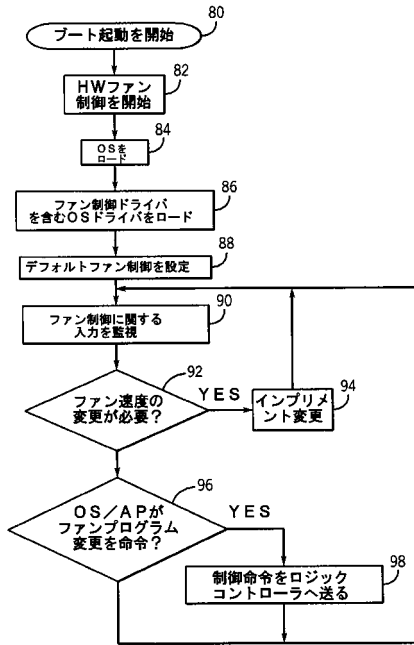 ブート起動を開始
80
HWファン
制御を開始
82
OSを
ロード
84
ファン制御ドライバ
を含むOSドライバをロード
86
デフォルトファン制御を設定
88
ファン制御に関する
入力を監視
90
ファン速度の
変更が必要?
92
YES
インプリメ
ント変更
94
OS/APが
ファンプログラム
変更を命令?
96
YES
制御命令をロジック
コントローラへ送る
98